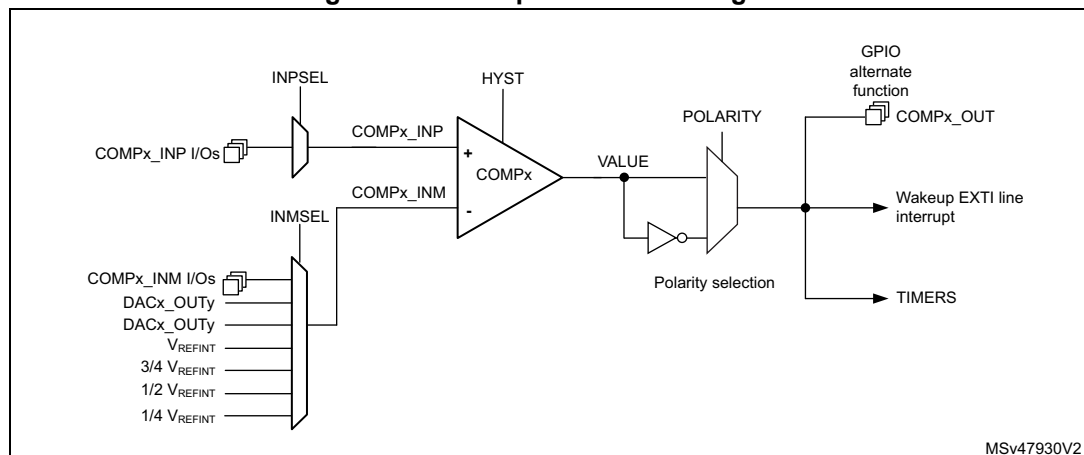 GPIO
alternate
function
INPSEL
HYST
POLARITY
COMPx_OUT
COMPx_INP
COMPx_INP I/Os
+
COMPx
VALUE
COMPx_INM
-
Wakeup EXTI line
interrupt
INMSEL
COMPx_INM I/Os
Polarity selection
DACx_OUTy
TIMERS
DACx_OUTy
VREFINT
3/4 VREFINT
1/2 VREFINT
1/4 VREFINT
MSv47930V2